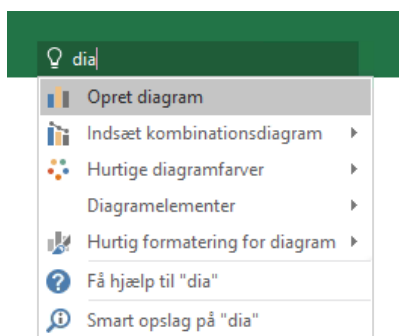 dia
Opret diagram
Indsæt kombinationsdiagram
Hurtige diagramfarver
Diagramelementer
Hurtig formatering for diagram
Få hjælp til "dia"
Smart opslag på "dia"